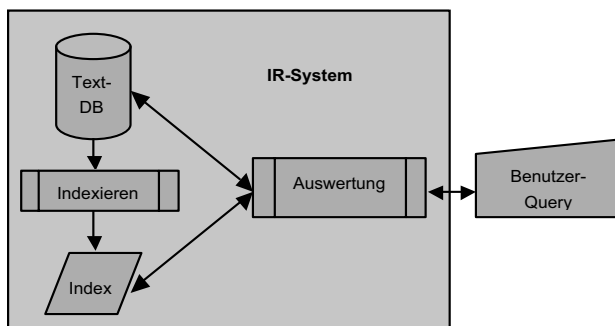 Text-
DB
IR-System
Indexieren
Auswertung
Benutzer-
Query
Index